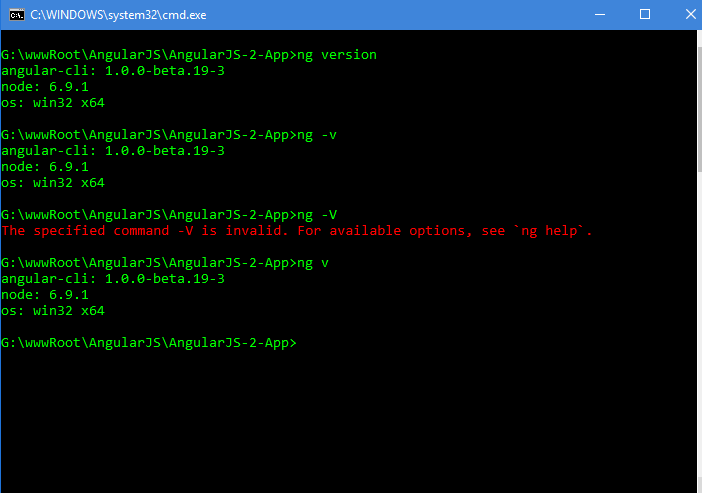 C:\WINDOWS\system32\cmd.exe
G:\wwwRoot\AngularJS\AngularJS-2-App>ng version
angular-cli: 1.0.0-beta.19-3
node: 6.9.1
os: win32 x64
G:\wwwRoot\AngularJS\AngularJS-2-App>ng -v
angular-cli: 1.0.0-beta.19-3
node: 6.9.1
os: win32 x64
G:\wwwRoot\AngularJS\AngularJS-2-App>ng -V
The specified command -V is invalid. For available options, see `ng help`.
G:\wwwRoot\AngularJS\AngularJS-2-App>ng v
angular-cli: 1.0.0-beta.19-3
node: 6.9.1
os: win32 x64
G:\wwwRoot\AngularJS\AngularJS-2-App>